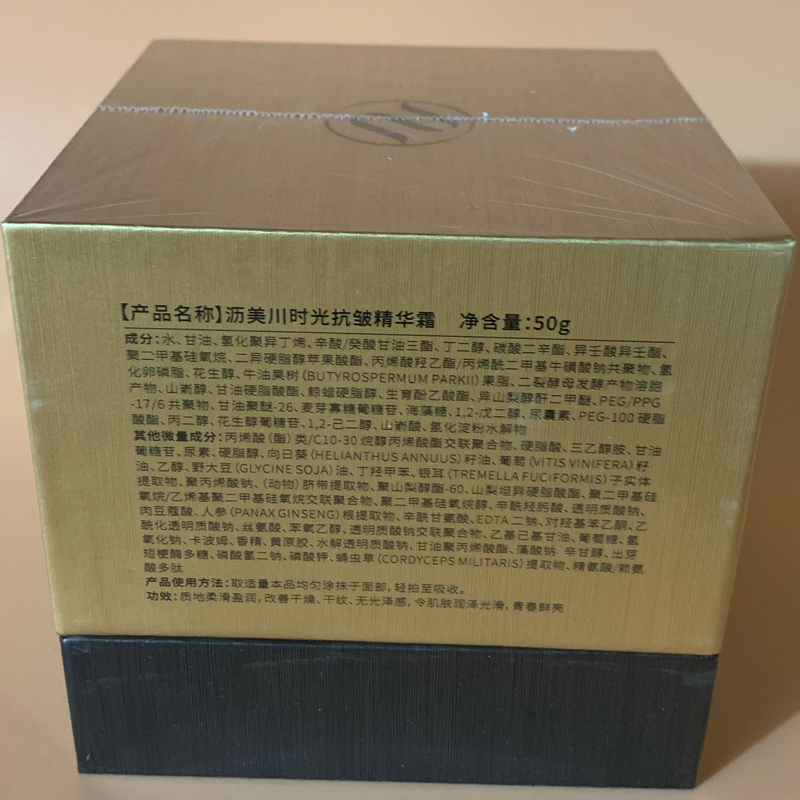 【产品名称】沥美川时光抗皱精华霜 净含量:50g
成分:水、甘油、氢化聚异丁烯、辛酸/癸酸甘油三酯、丁二醇、碳酸二辛酯、异壬酸异壬酯、
聚二甲基硅氧烷、二异硬脂醇苹果酸酯、丙烯酸羟乙酯/丙烯酰二甲基牛磺酸钠共聚物、氢
化卵磷脂、花生醇、牛油果树(BUTYROSPERMUM PARKII)果脂、二裂酵母发酵产物溶胞
产物、山嵛醇、甘油硬脂酸酯、鲸蜡硬脂醇、生育酚乙酸酯、异山梨醇酐二甲醚、PEG/PPG
-17/6共聚物、甘油聚醚-26、麦芽寡糖葡糖苷、海藻糖、1,2-戊二醇、尿囊素、PEG-100硬脂
酸酯、丙二醇、花生醇葡糖苷、1,2-己二醇、山嵛酸、氢化淀粉水解物
其他微量成分:丙烯酸(酯)类/C10-30烷醇丙烯酸酯交联聚合物、硬脂酸、三乙醇胺、甘油
葡糖苷、尿素、硬脂醇、向日葵(HELIANTHUS ANNUUS)籽油、葡萄(VITIS VINIFERA)籽
油、乙醇、野大豆(GLYCINE SOJA)油、丁羟甲苯、银耳(TREMELLA FUCIFORMIS)子实体
提取物、聚丙烯酸钠、(动物)脐带提取物、聚山梨醇酯-60、山梨坦异硬脂酸酯、聚二甲基硅
氧烷/乙烯基聚二甲基硅氧烷交联聚合物、聚二甲基硅氧烷醇、辛酰羟肟酸、透明质酸钠、
肉豆蔻酸、人参(PANAX GINSENG)根提取物、辛酰甘氨酸、EDTA二钠、对羟基苯乙酮、乙
酰化透明质酸钠、丝氨酸、苯氧乙醇、透明质酸钠交联聚合物、乙基己基甘油、葡萄糖、氢
氧化钠、卡波姆、香精、黄原胶、水解透明质酸钠、甘油聚丙烯酸酯、藻酸钠、辛甘醇、出芽
短梗酶多糖、磷酸氢二钠、磷酸钾、蛹虫草(CORDYCEPS MILITARIS)提取物、精氨酸/赖氨
酸多肽
产品使用方法:取适量本品均匀涂抹于面部,轻拍至吸收。
功效:质地柔滑盈润,改善干燥、干纹、无光泽感,令肌肤润泽光滑,青春鲜亮